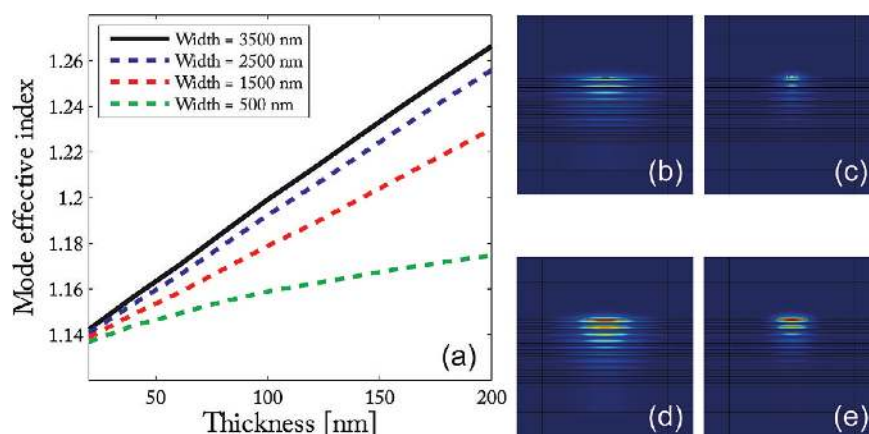 Width = 3500 nm
Width = 2500 nm
Width = 1500 nm
Width = 500 nm
1.26
1.24
1.22
1.2
1.18
1.16
1.14
Mode effective index
50
100
150
200
Thickness [nm]
(a)
(b)
(c)
(d)
(e)